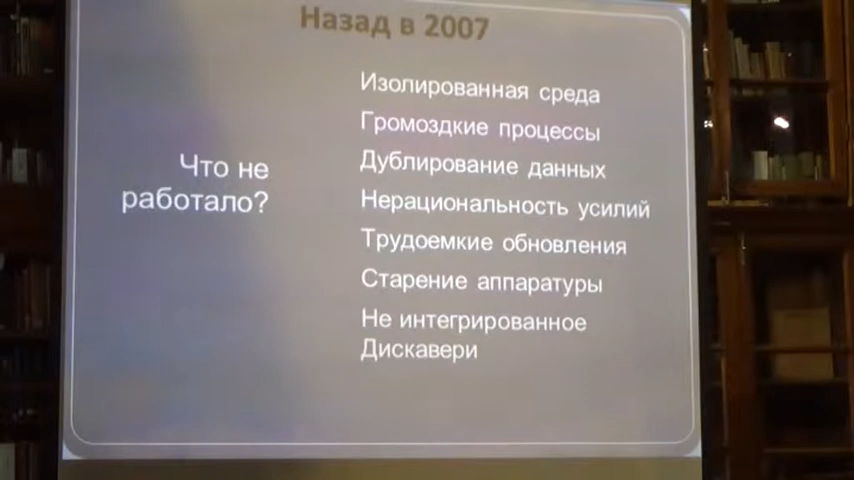 Назад в 2007
Что не
работало?
Изолированная среда
Громоздкие процессы
Дублирование данных
Нерациональность усилий
Трудоемкие обновления
Старение аппаратуры
Не интегрированное
Дискавери